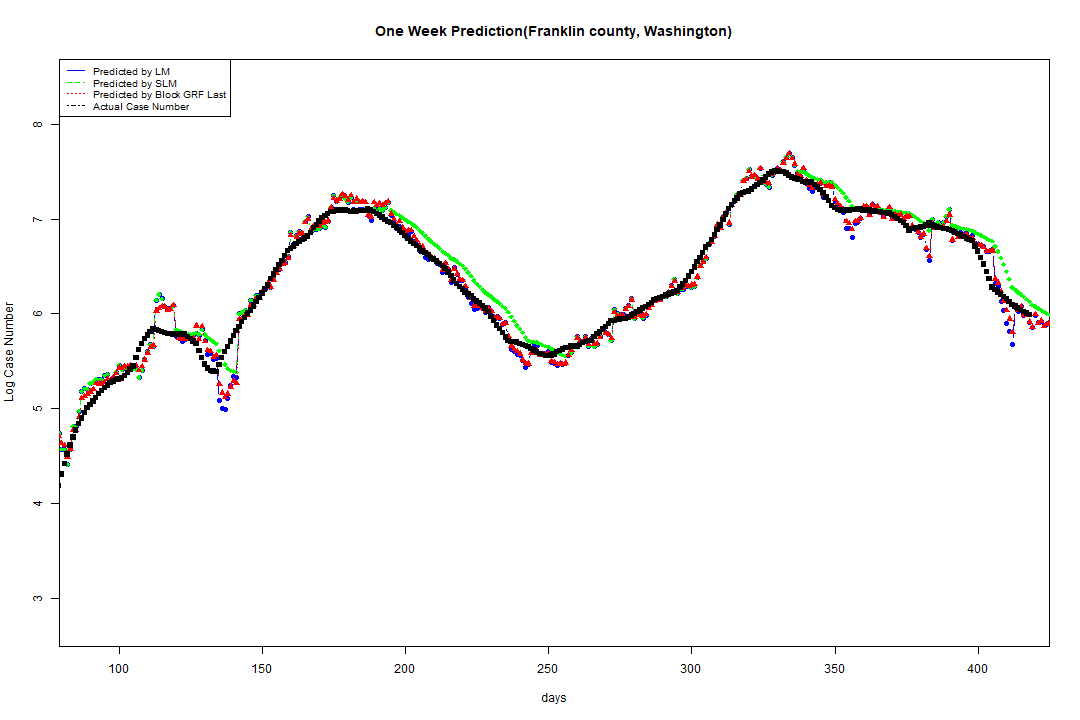 One Week Prediction(Franklin county, Washington)
Predicted by LM
Predicted by SLM
Predicted by Block GRF Last
Actual Case Number
8
7
6
5
4
3
Log Case Number
100 150 200 250 300 350 400
days